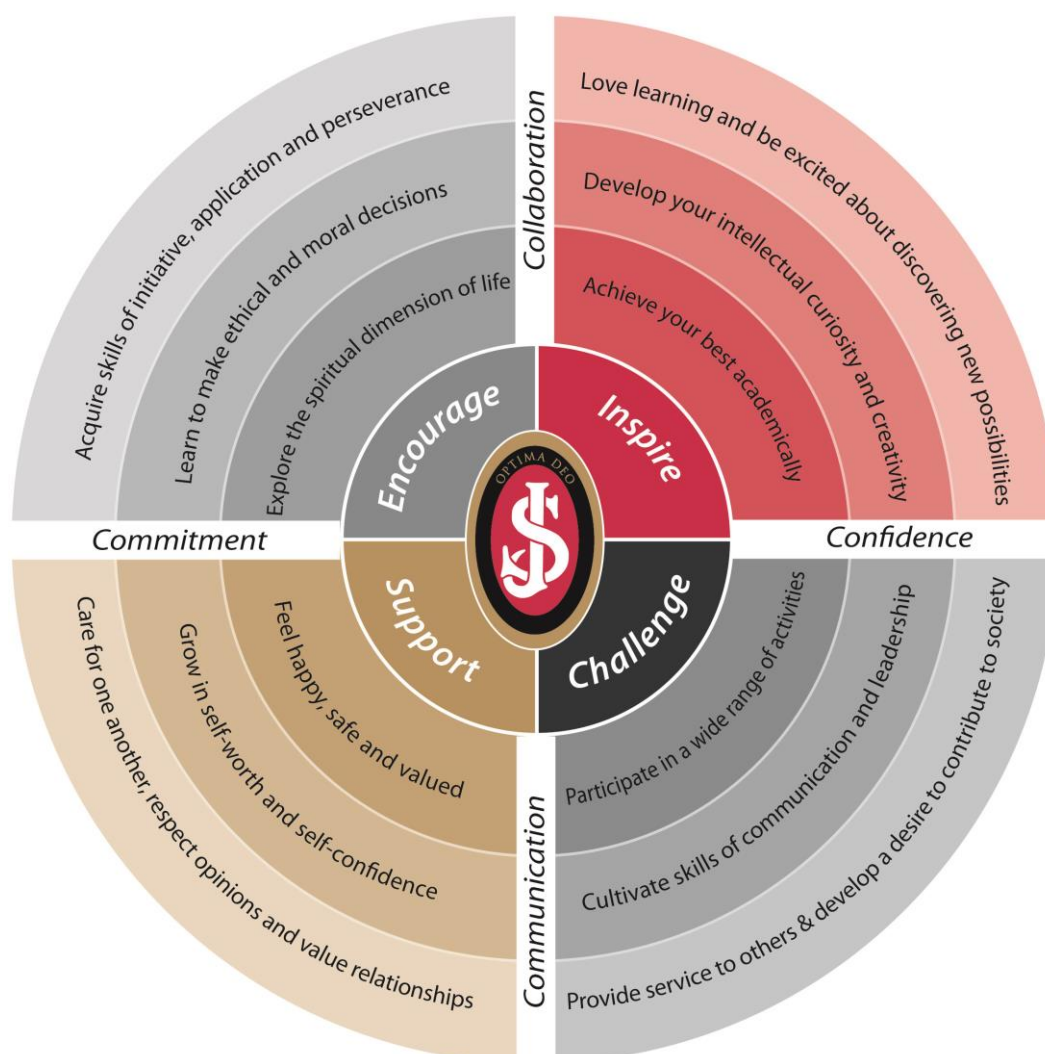 Collaboration
Acquire skills of initiative, application and perseverance
Learn to make ethical and moral decisions
Explore the spiritual dimension of life
Encourage
Love learning and be excited about discovering new possibilities
Develop your intellectual curiosity and creativity
Achieve your best academically
Inspire
OPTIMA DEO
JS
Commitment
Confidence
Support
Feel happy, safe and valued
Grow in self-worth and self-confidence
Care for one another, respect opinions and value relationships
Challenge
Participate in a wide range of activities
Cultivate skills of communication and leadership
Provide service to others & develop a desire to contribute to society
Communication